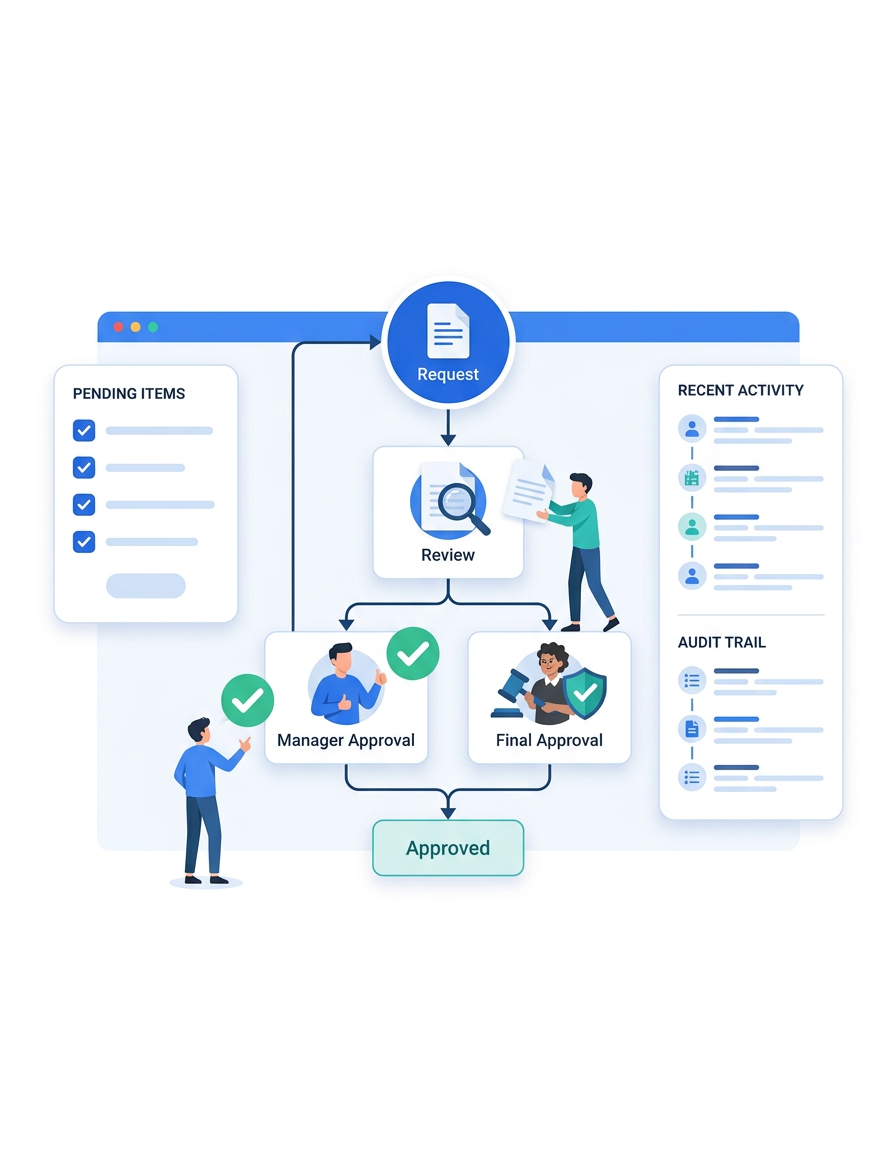 Request
PENDING ITEMS
RECENT ACTIVITY
Review
AUDIT TRAIL
Manager Approval
Final Approval
Approved